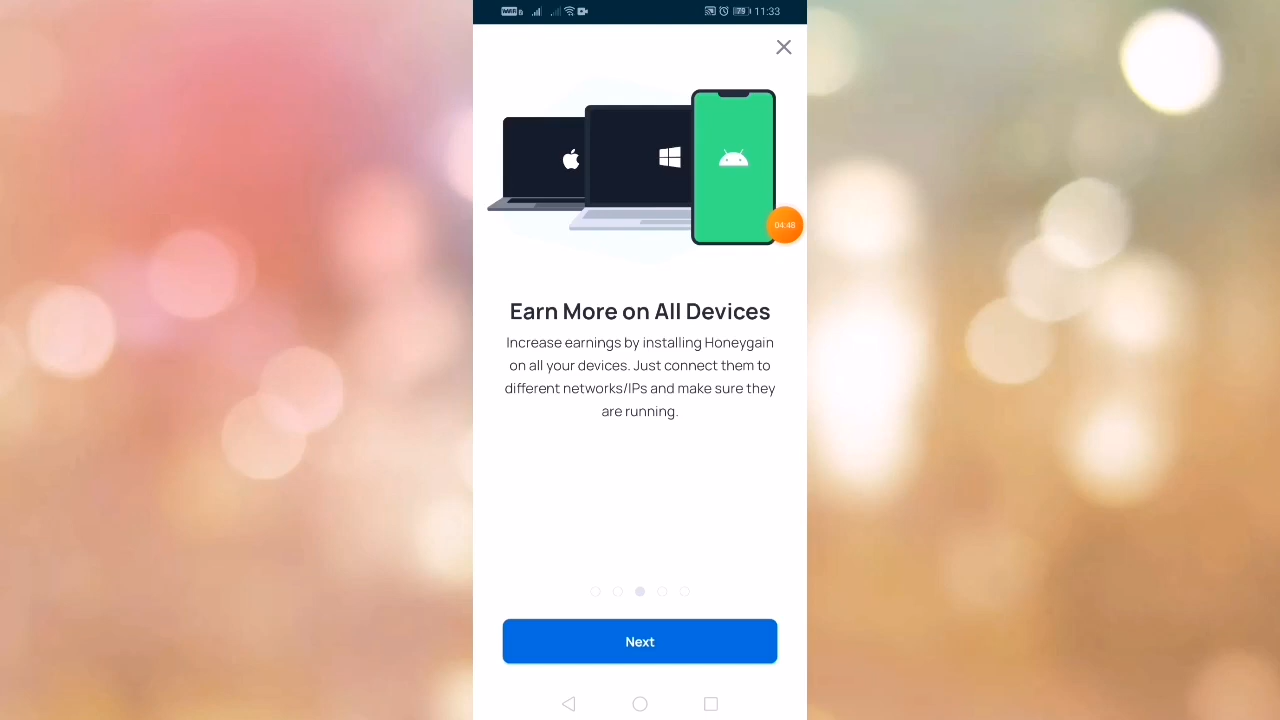 79 11:33
04:48
Earn More on All Devices
Increase earnings by installing Honeygain
on all your devices. Just connect them to
different networks/IPs and make sure they
are running.
Next